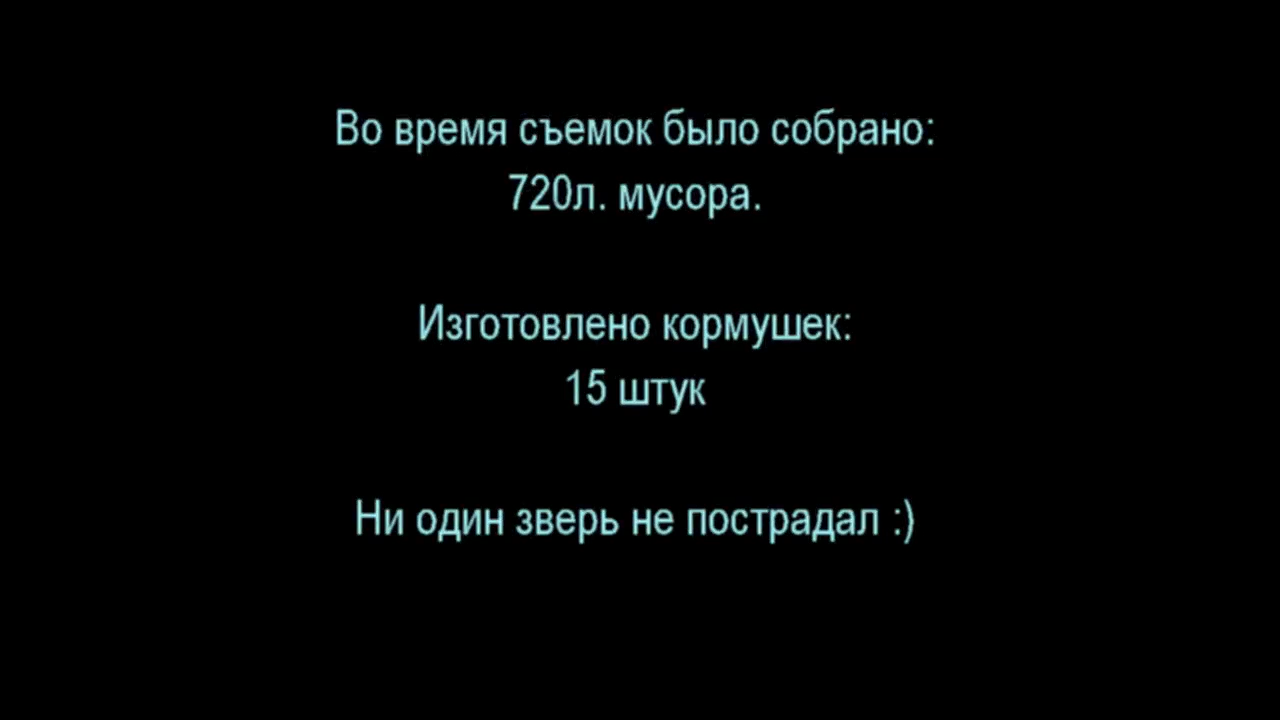 Во время съемок было собрано:
720л. мусора.
Изготовлено кормушек:
15 штук
Ни один зверь не пострадал :)